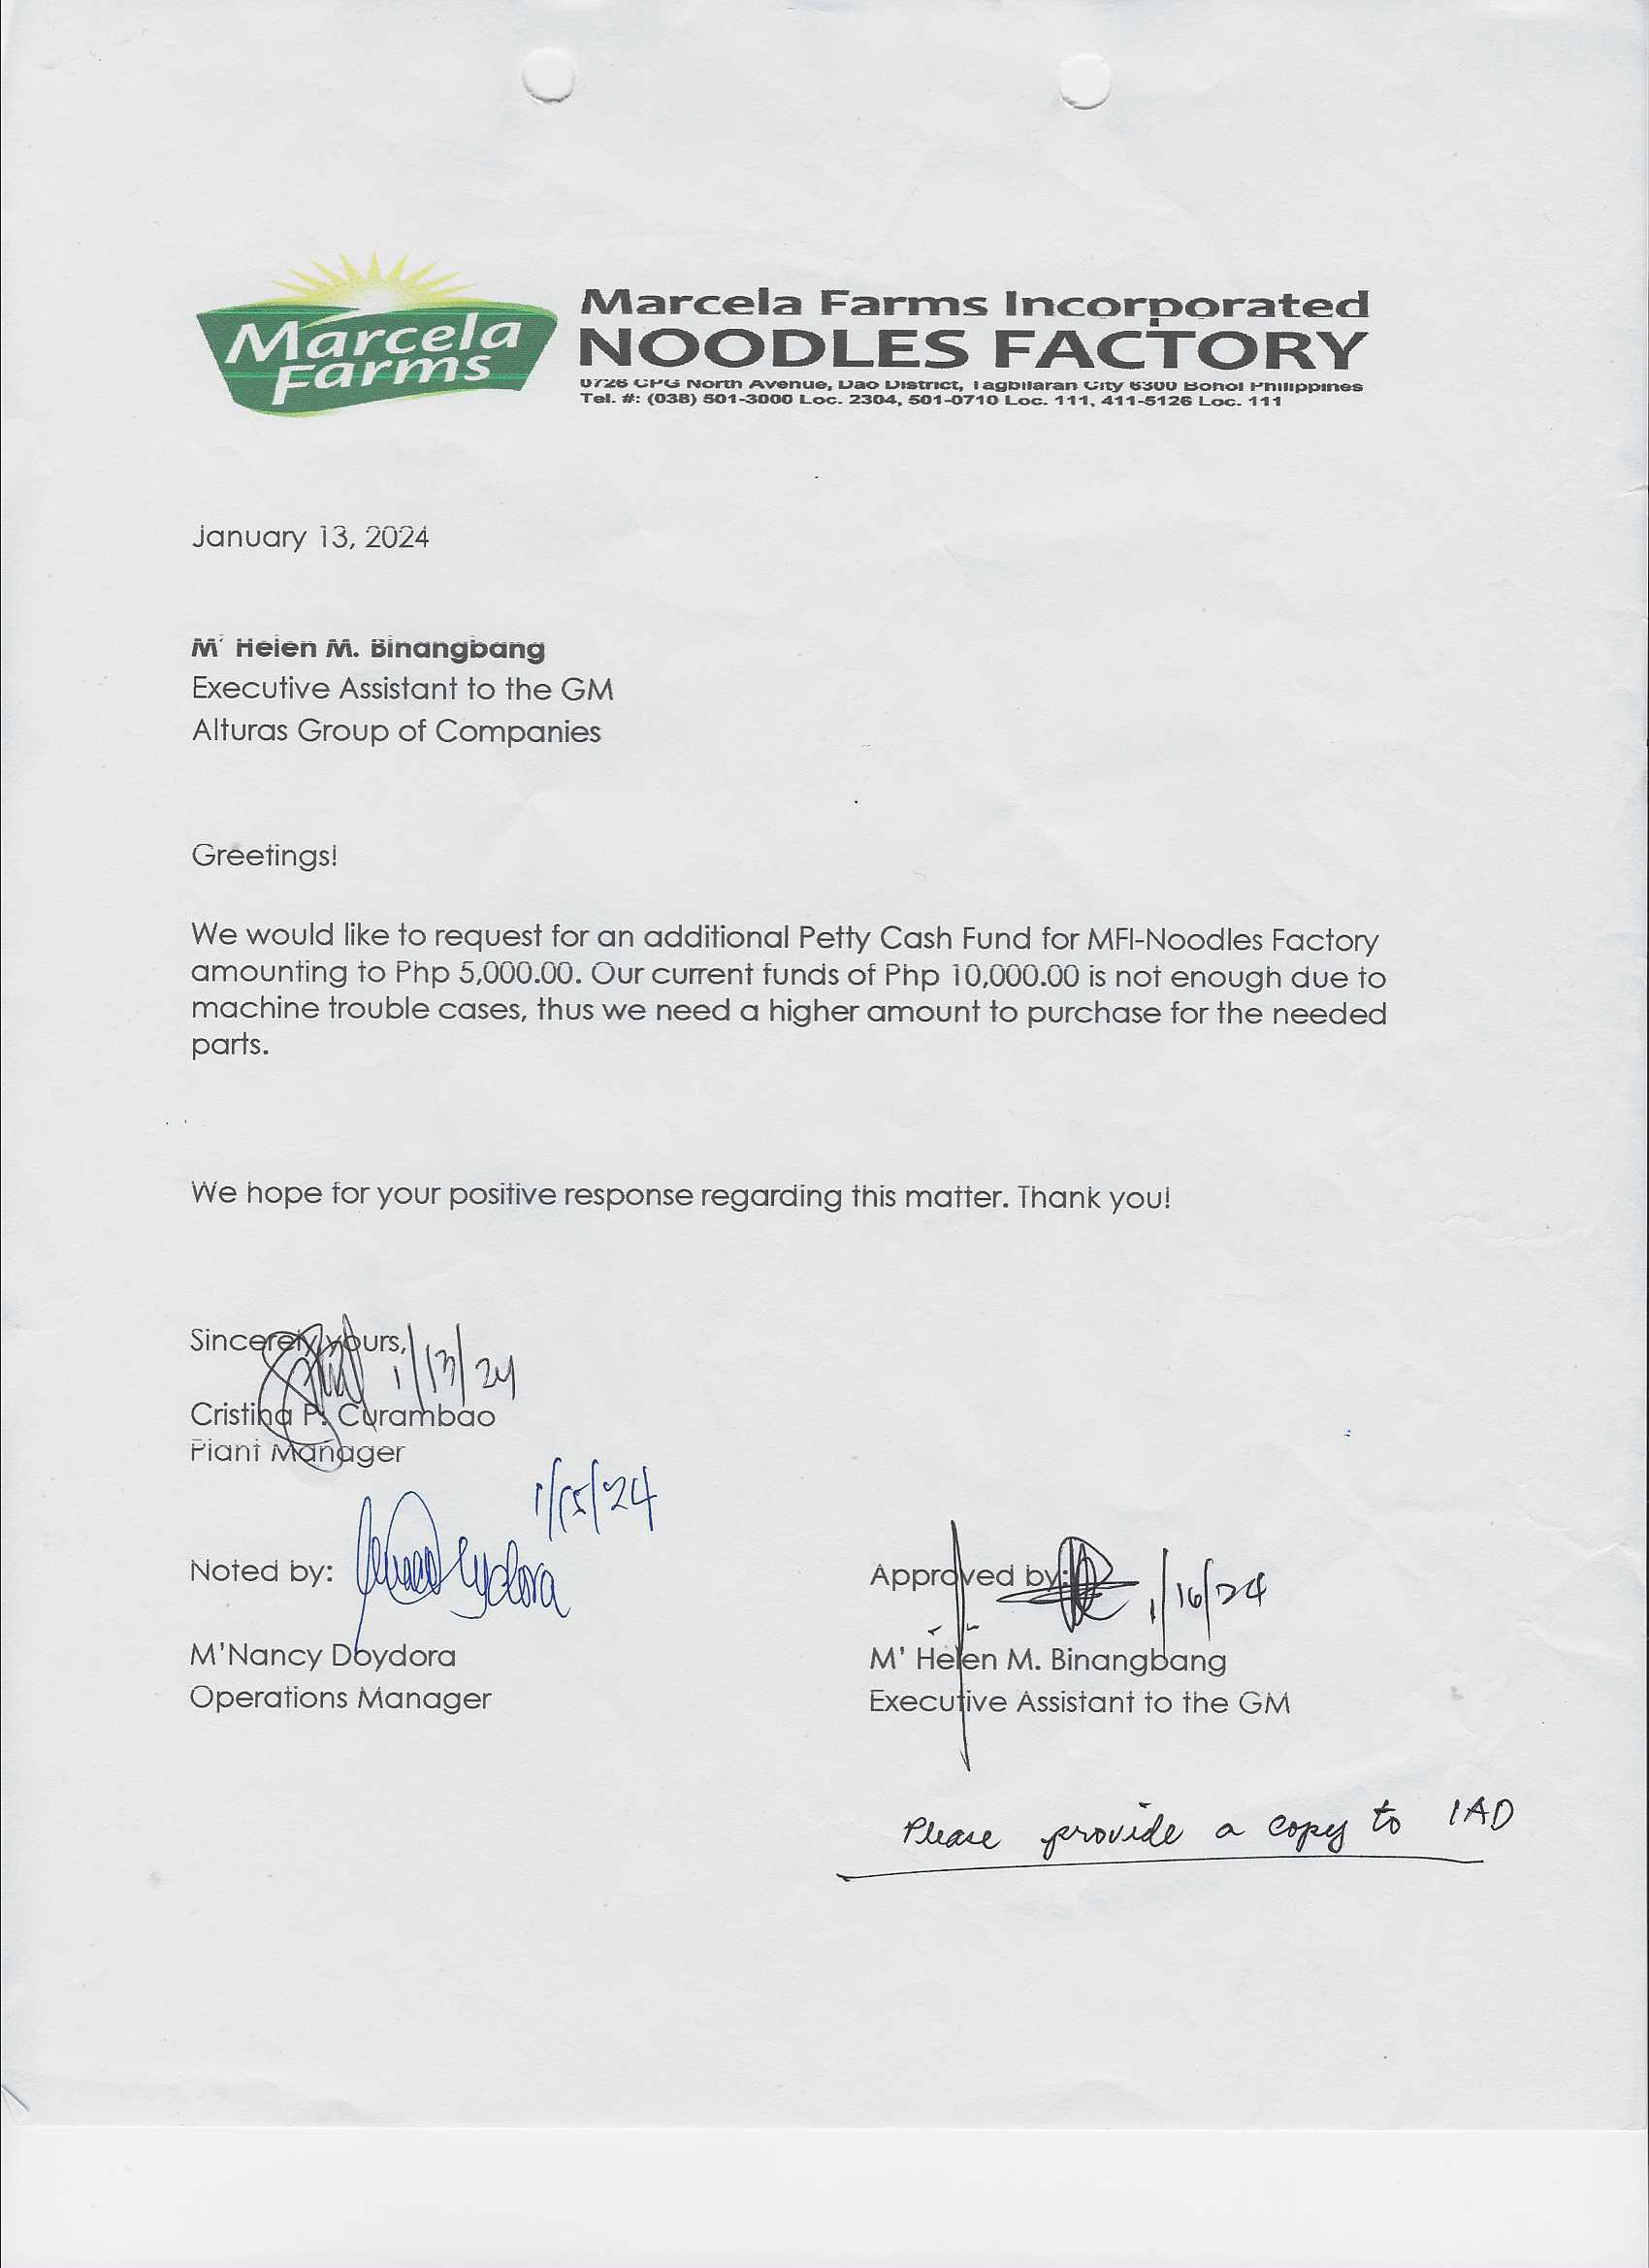 Marcela
Farms
Marcela Farms Incorporated
NOODLES FACTORY
0726 CPG North Avenue, Dao District, Tagbilaran City 6300 Bohol Philippines
Tel. #: (038) 501-3000 Loc. 2304, 501-0710 Loc. 111, 411-5126 Loc. 111
January 13, 2024
M' Helen M. Binangbang
Executive Assistant to the GM
Alturas Group of Companies
Greetings!
We would like to request for an additional Petty Cash Fund for MFI-Noodles Factory
amounting to Php 5,000.00. Our current funds of Php 10,000.00 is not enough due to
machine trouble cases, thus we need a higher amount to purchase for the needed
parts.
We hope for your positive response regarding this matter. Thank you!
Sincerely yours,
1/13/24
Cristina P. Curambao
Plant Manager
1/15/24
Noted by:
M'Nancy Doydora
Operations Manager
Approved by:
1/16/24
M' Helen M. Binangbang
Executive Assistant to the GM
Please provide a copy to IAD